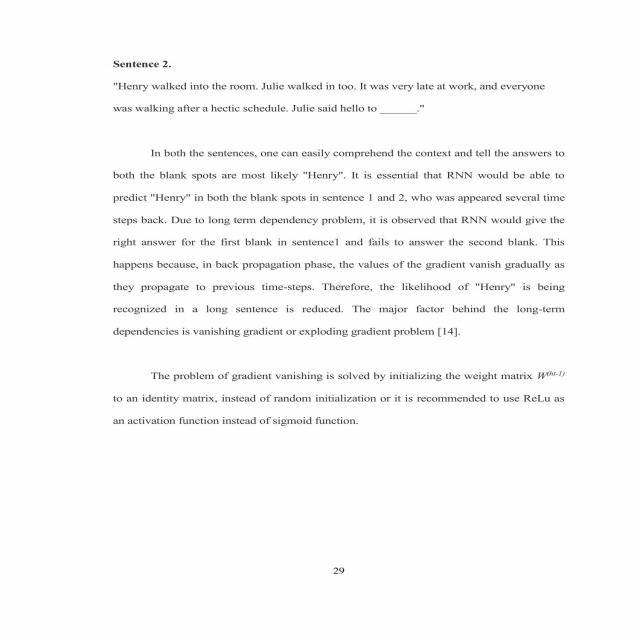 Sentence 2.
"Henry walked into the room. Julie walked in too. It was very late at work, and everyone
was walking after a hectic schedule. Julie said hello to ______."
In both the sentences, one can easily comprehend the context and tell the answers to
both the blank spots are most likely "Henry". It is essential that RNN would be able to
predict "Henry" in both the blank spots in sentence 1 and 2, who was appeared several time
steps back. Due to long term dependency problem, it is observed that RNN would give the
right answer for the first blank in sentence1 and fails to answer the second blank. This
happens because, in back propagation phase, the values of the gradient vanish gradually as
they propagate to previous time-steps. Therefore, the likelihood of "Henry" is being
recognized in a long sentence is reduced. The major factor behind the long-term
dependencies is vanishing gradient or exploding gradient problem [14].
The problem of gradient vanishing is solved by initializing the weight matrix W(ht-1)
to an identity matrix, instead of random initialization or it is recommended to use ReLu as
an activation function instead of sigmoid function.
29